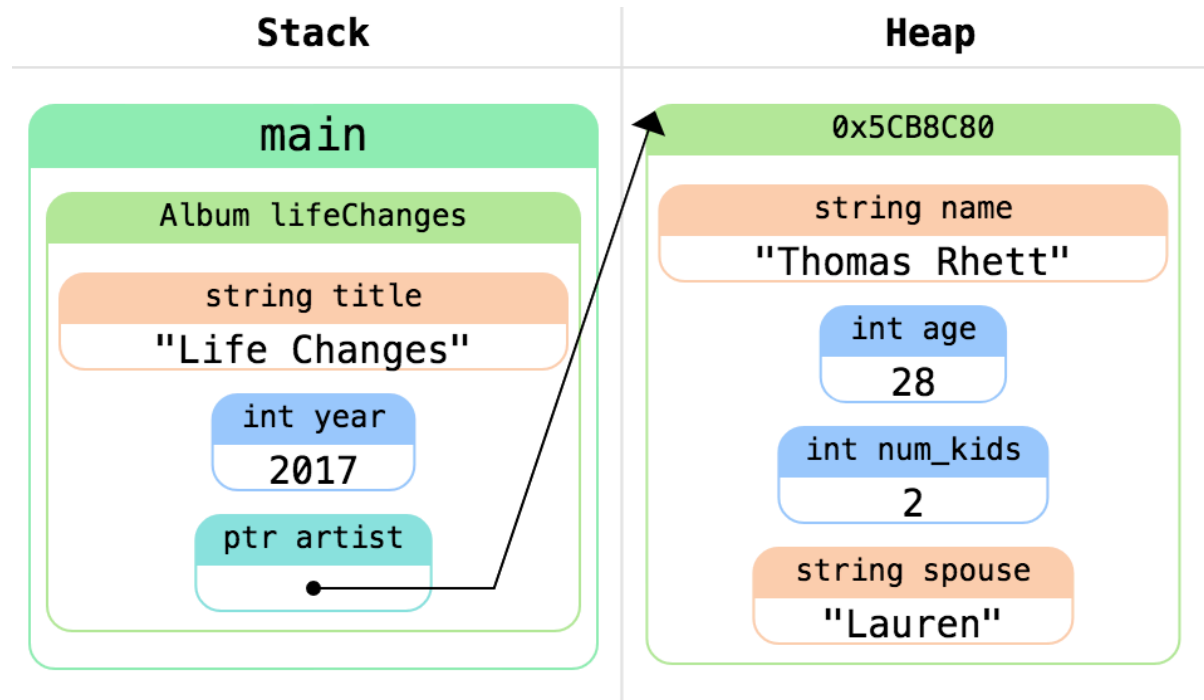 Stack
Heap
main
Album lifeChanges
string title
"Life Changes"
int year
2017
ptr artist
0x5CB8C80
string name
"Thomas Rhett"
int age
28
int num_kids
2
string spouse
"Lauren"